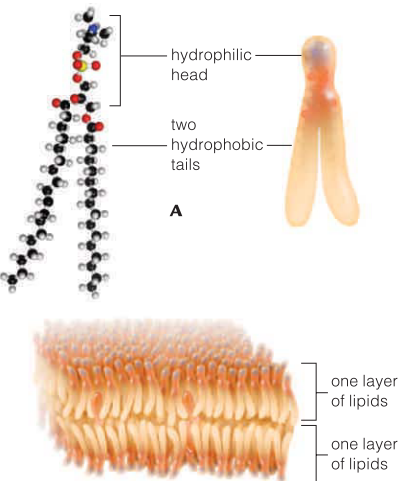 hydrophilic
head
two
hydrophobic
tails
A
one layer
of lipids
one layer
of lipids